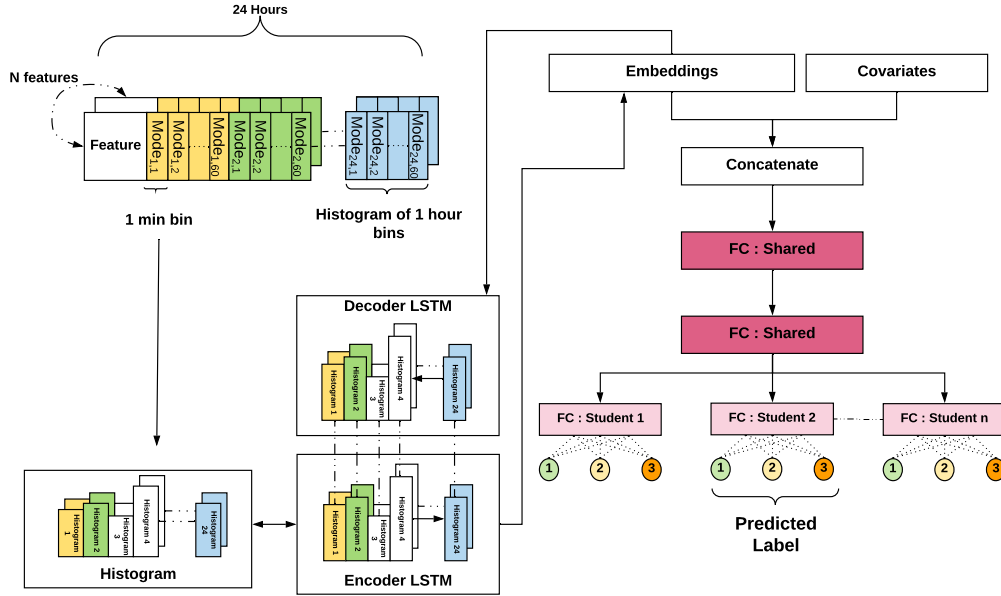 24 Hours
N features
Feature
Mode1,1
Mode1,2
Mode1,60
Mode2,1
Mode2,2
Mode2,60
Mode24,1
Mode24,2
Mode24,60
1 min bin
Histogram of 1 hour
bins
Embeddings
Covariates
Concatenate
FC : Shared
FC : Shared
FC : Student 1
FC : Student 2
FC : Student n
1
2
3
1
2
3
1
2
3
Predicted
Label
Decoder LSTM
Histogram 1
Histogram 2
Histogram
3
Histogram 4
Histogram 24
Histogram 1
Histogram 2
Histogram
3
Histogram 4
Histogram 24
Encoder LSTM
Histogram
1
Histogram 2
Histogram
3
Histogram 4
Histogram
24
Histogram